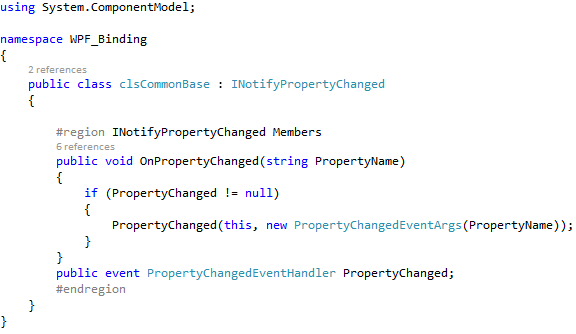 using System.ComponentModel;
namespace WPF_Binding
{
2 references
public class clsCommonBase : INotifyPropertyChanged
{
#region INotifyPropertyChanged Members
6 references
public void OnPropertyChanged(string PropertyName)
{
if (PropertyChanged != null)
{
PropertyChanged(this, new PropertyChangedEventArgs(PropertyName));
}
}
public event PropertyChangedEventHandler PropertyChanged;
#endregion
}
}